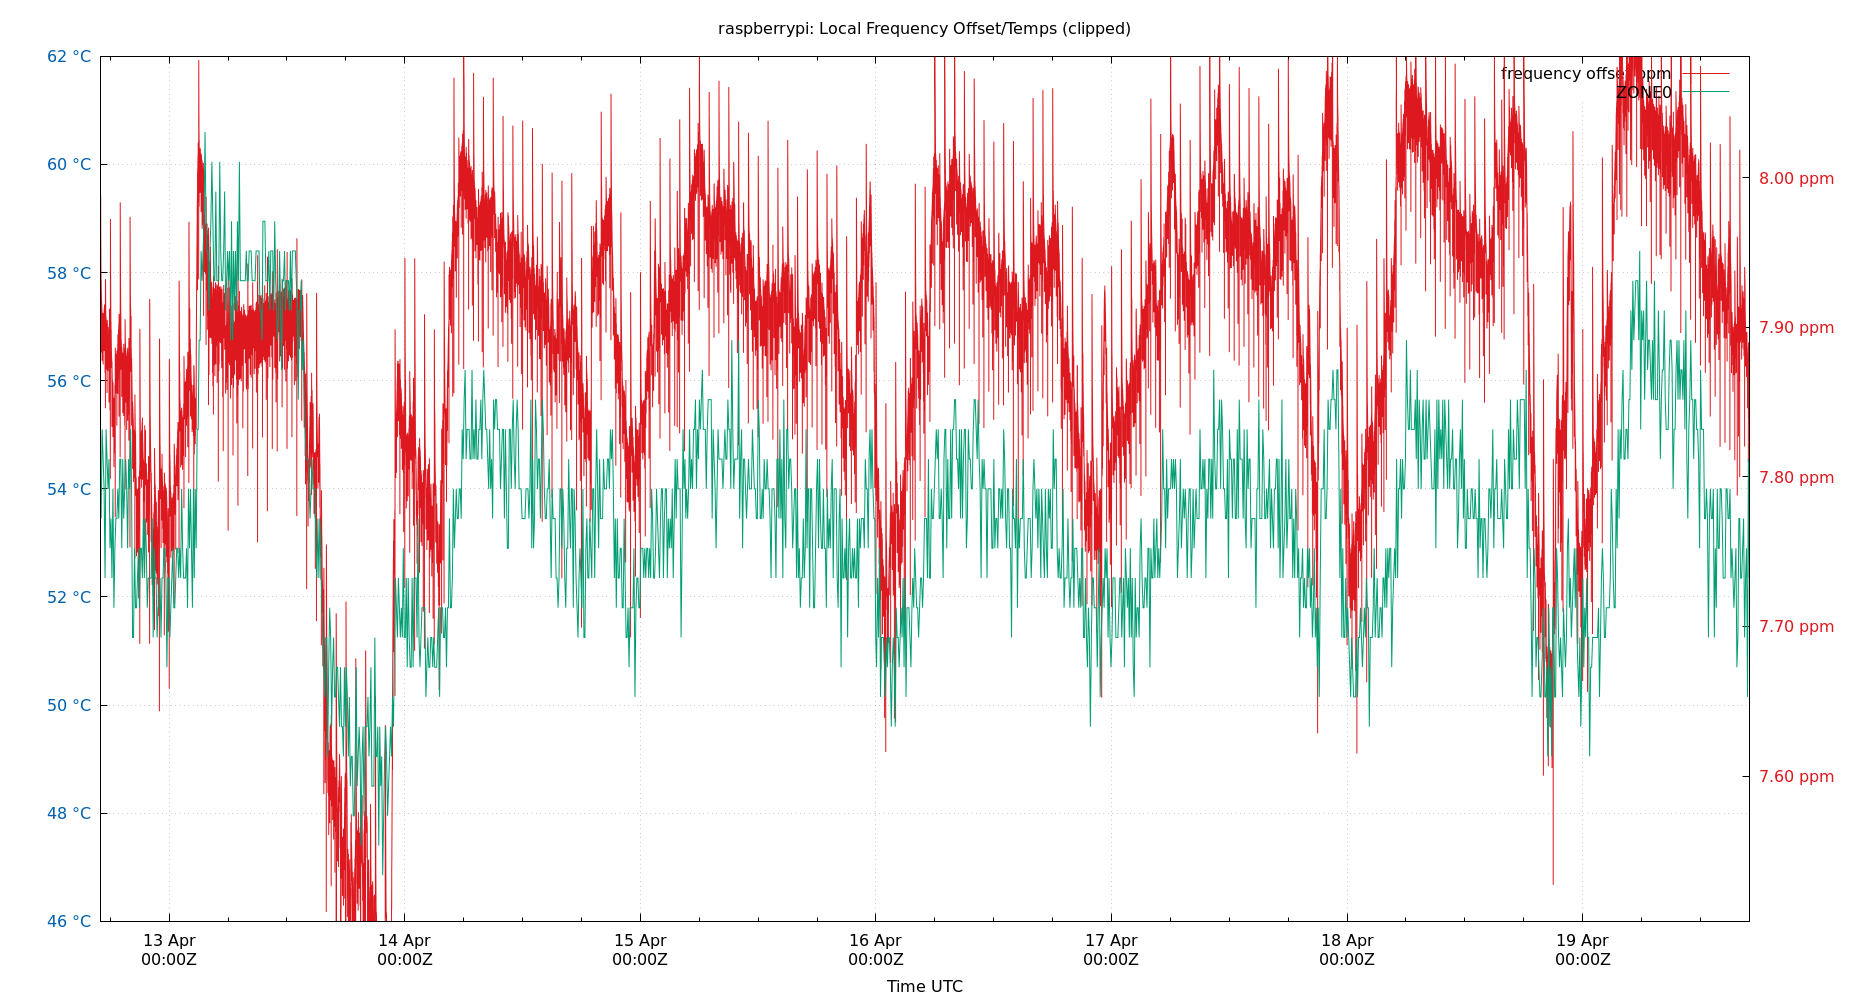 raspberrypi: Local Frequency Offset/Temps (clipped)
62 °C
60 °C
58 °C
56 °C
54 °C
52 °C
50 °C
48 °C
46 °C
frequency offset ppm
ZONE0
8.00 ppm
7.90 ppm
7.80 ppm
7.70 ppm
7.60 ppm
13 Apr
00:00Z
14 Apr
00:00Z
15 Apr
00:00Z
16 Apr
00:00Z
17 Apr
00:00Z
18 Apr
00:00Z
19 Apr
00:00Z
Time UTC